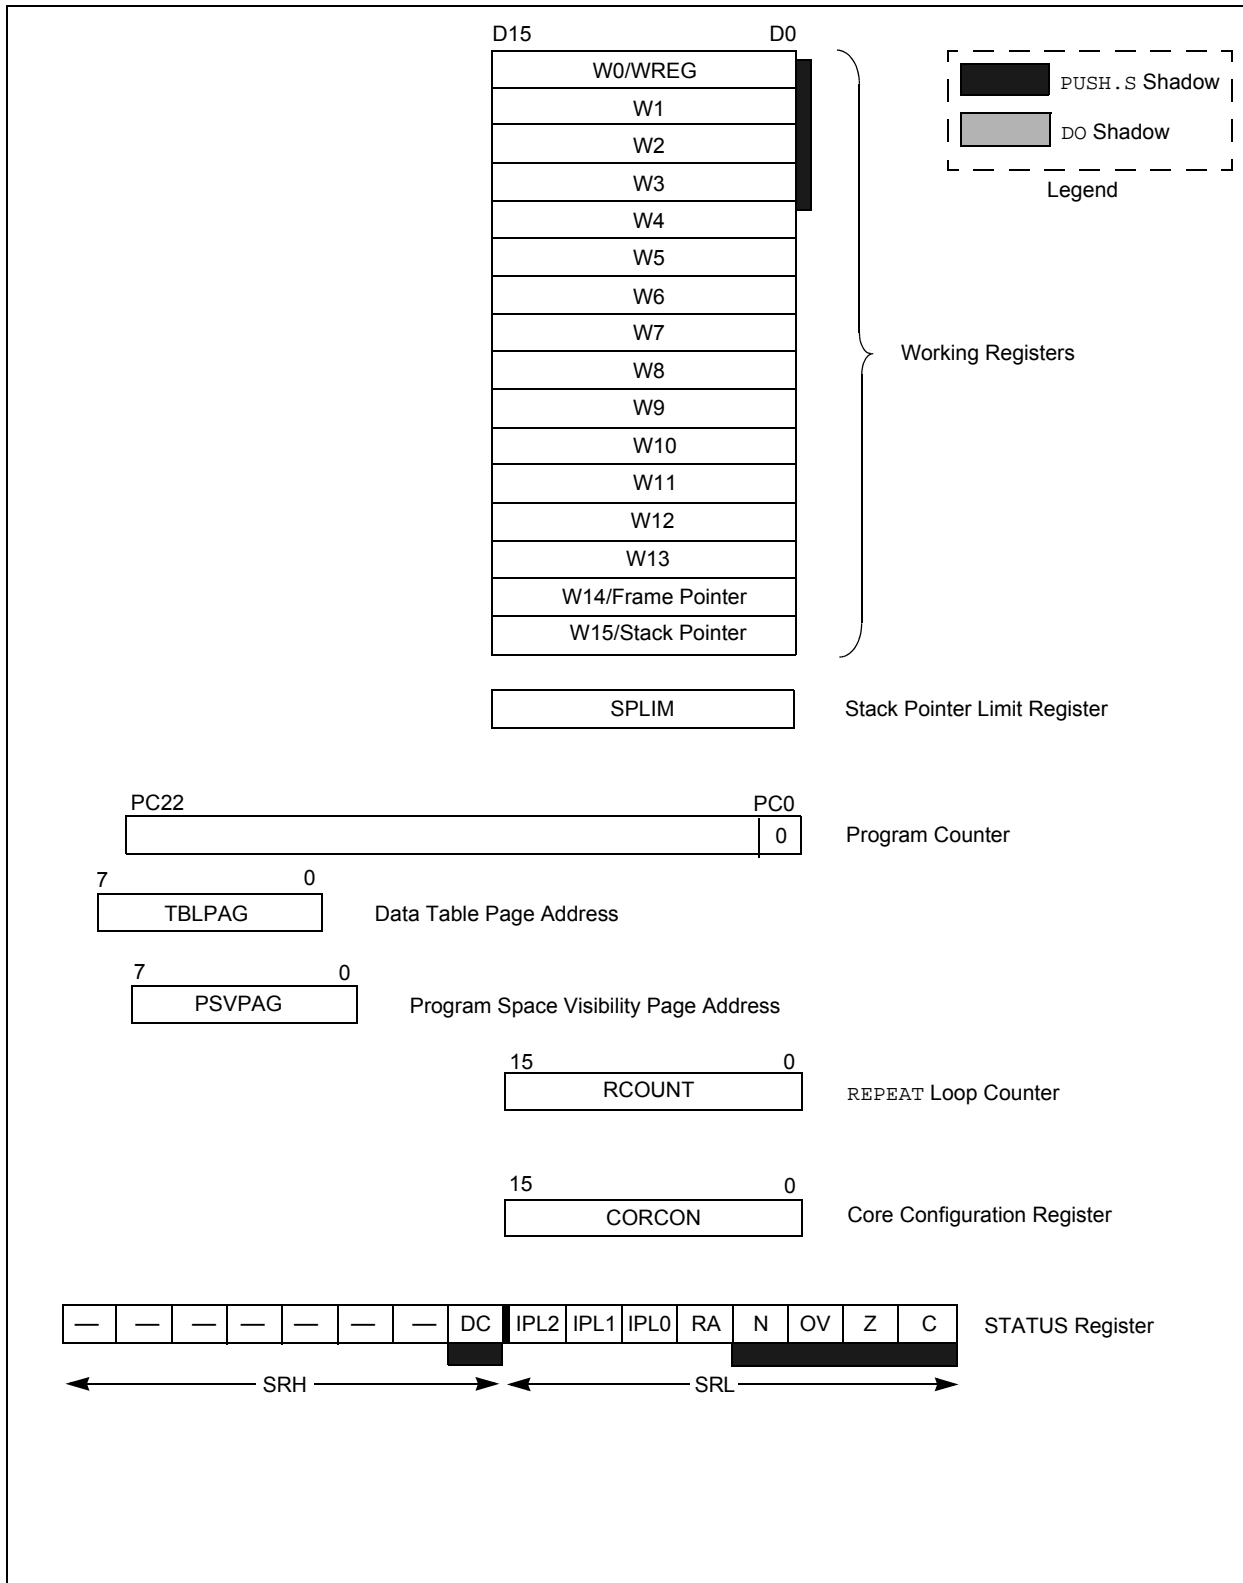 D15 D0
W0/WREG
W1
W2
W3
W4
W5
W6
W7
W8
W9
W10
W11
W12
W13
W14/Frame Pointer
W15/Stack Pointer
PUSH.S Shadow
DO Shadow
Legend
Working Registers
SPLIM Stack Pointer Limit Register
PC22 PC0
0 Program Counter
7 0
TBLPAG Data Table Page Address
7 0
PSVPAG Program Space Visibility Page Address
15 0
RCOUNT REPEAT Loop Counter
15 0
CORCON Core Configuration Register
— — — — — — — DC IPL2 IPL1 IPL0 RA N OV Z C STATUS Register
SRH SRL